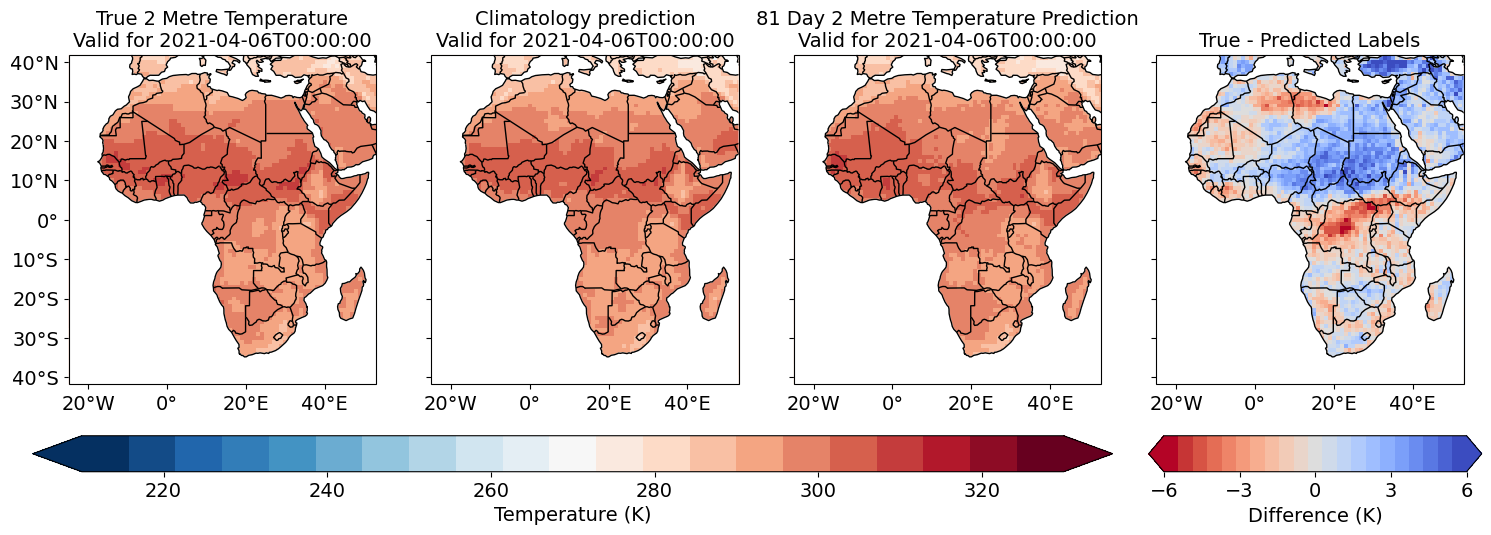 True 2 Metre Temperature
Valid for 2021-04-06T00:00:00
Climatology prediction
Valid for 2021-04-06T00:00:00
81 Day 2 Metre Temperature Prediction
Valid for 2021-04-06T00:00:00
True - Predicted Labels
40°N
30°N
20°N
10°N
0°
10°S
20°S
30°S
40°S
20°W 0° 20°E 40°E
20°W 0° 20°E 40°E
20°W 0° 20°E 40°E
20°W 0° 20°E 40°E
220 240 260 280 300 320
Temperature (K)
−6 −3 0 3 6
Difference (K)